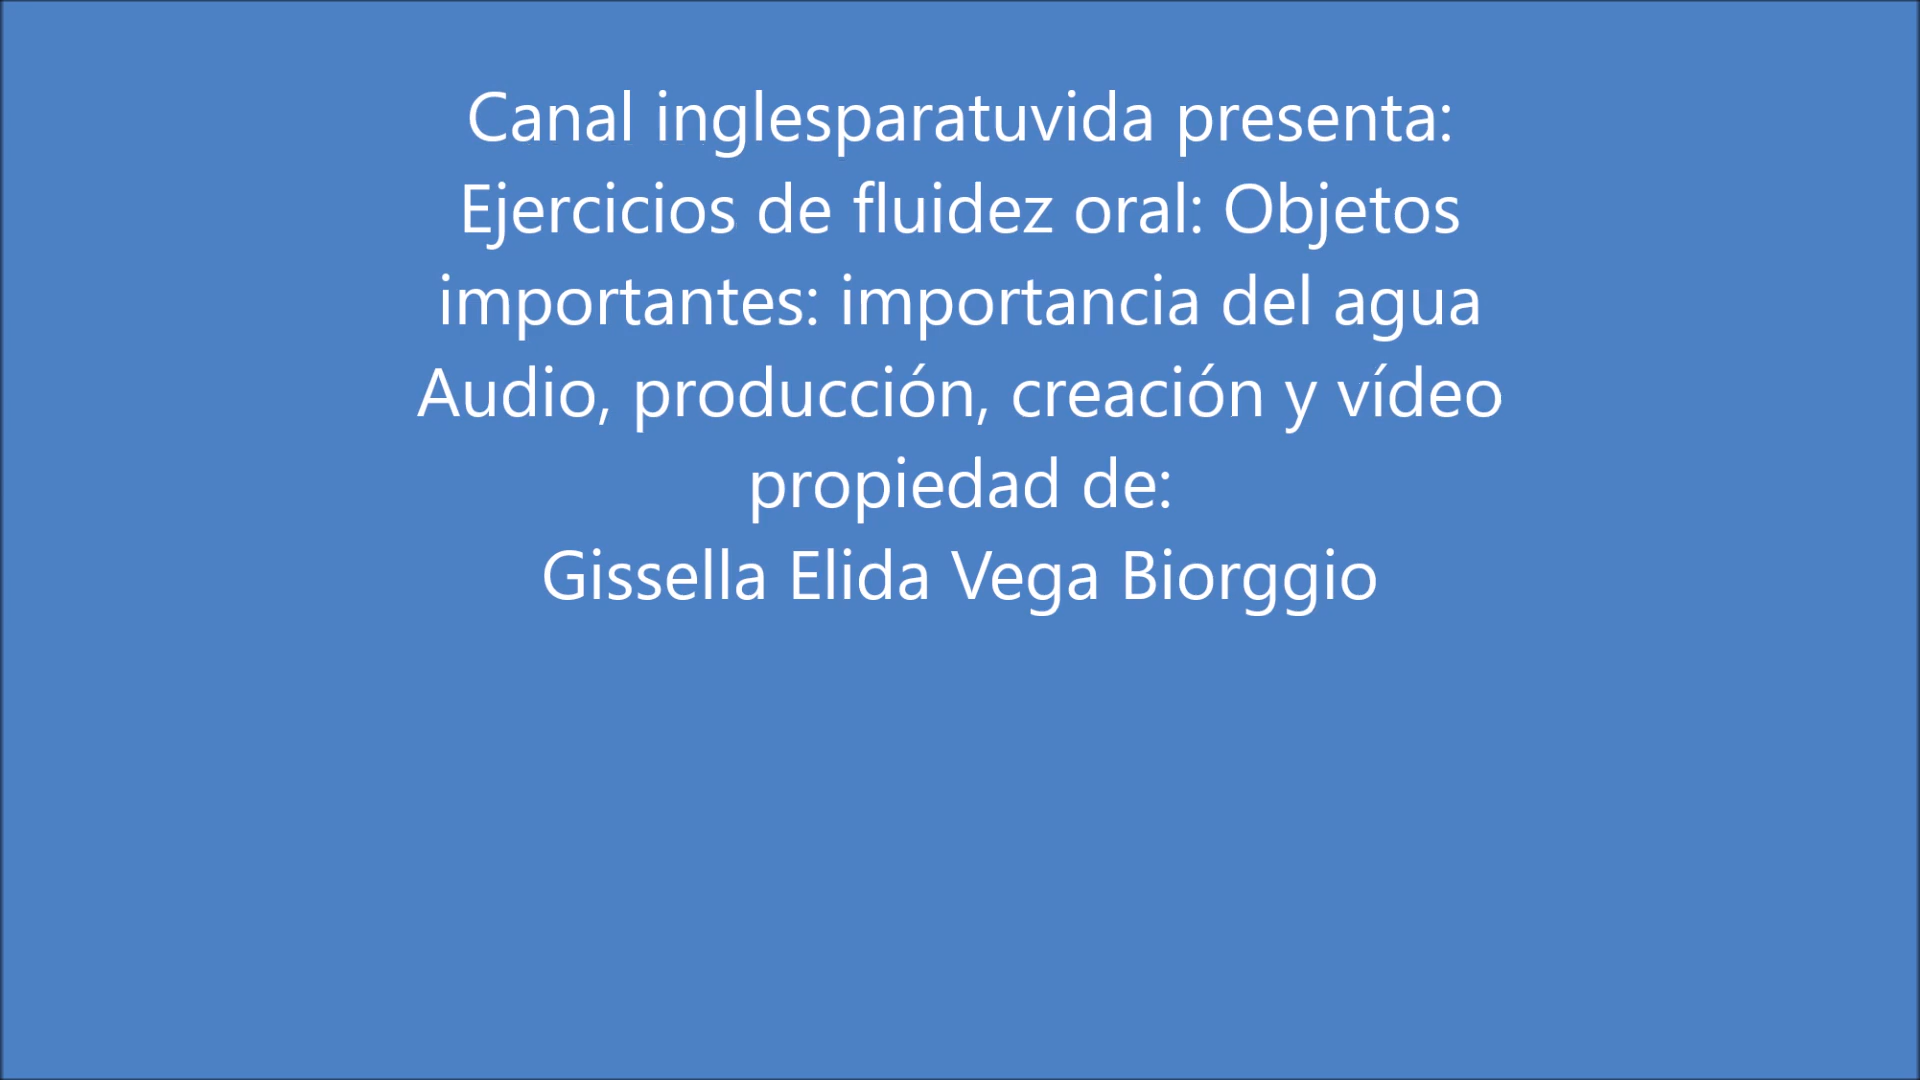 Canal inglesparatuvida presenta:
Ejercicios de fluidez oral: Objetos
importantes: importancia del agua
Audio, producción, creación y vídeo
propiedad de:
Gissella Elida Vega Biorggio